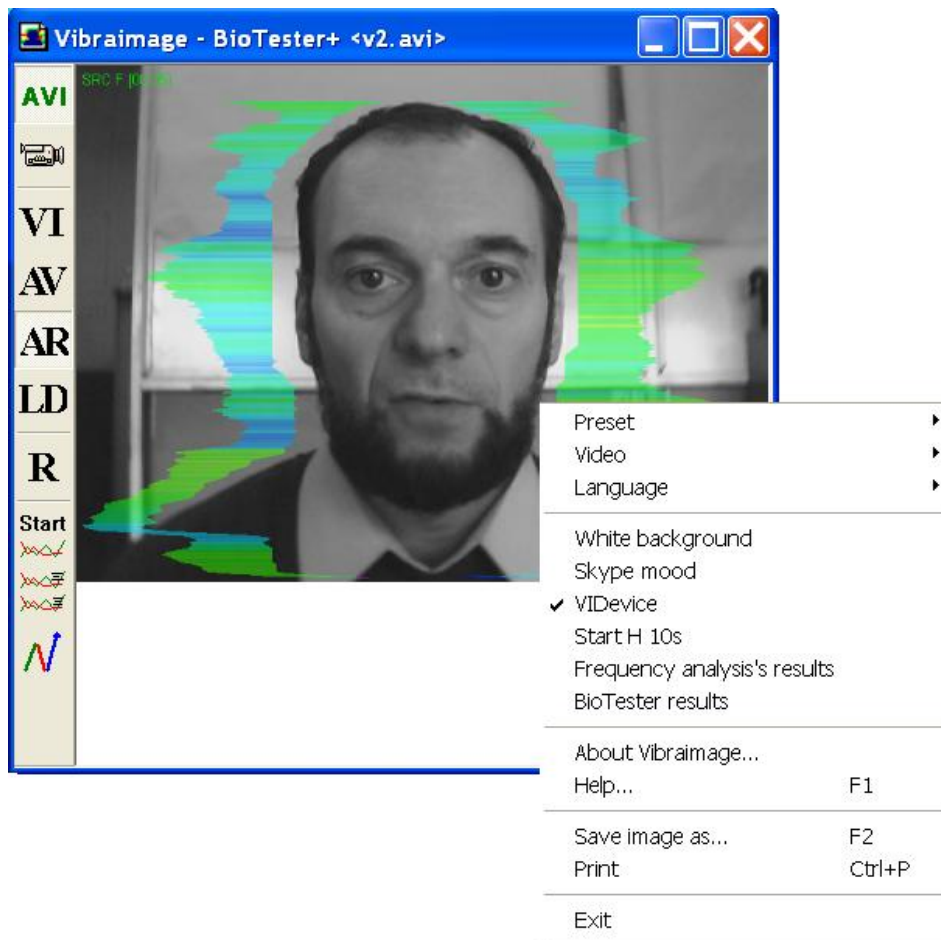 Vibraimage - BioTester+ <v2.avi>
AVI
SRC F
VI
AV
AR
LD
R
Start
Preset
Video
Language
White background
Skype mood
VIDevice
Start H 10s
Frequency analysis's results
BioTester results
About Vibraimage...
Help... F1
Save image as... F2
Print Ctrl+P
Exit